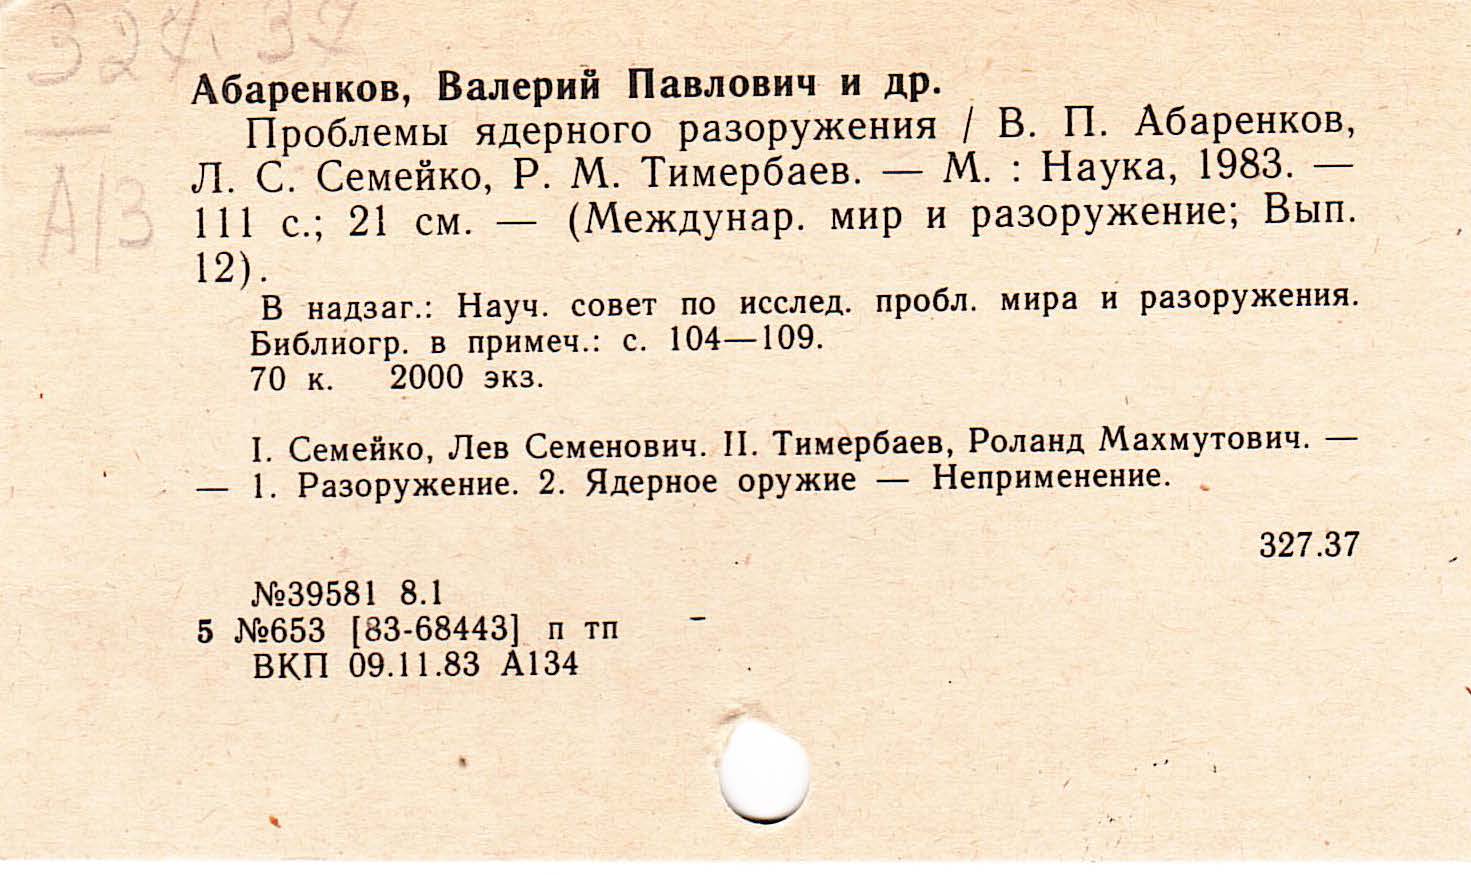 327.37
Абаренков, Валерий Павлович и др.
Проблемы ядерного разоружения / В. П. Абаренков,
Л. С. Семейко, Р. М. Тимербаев. — М. : Наука, 1983. —
111 с.; 21 см. — (Междунар. мир и разоружение; Вып.
12).
А13
В надзаг.: Науч. совет по исслед. пробл. мира и разоружения.
Библиогр. в примеч.: с. 104—109.
70 к. 2000 экз.
I. Семейко, Лев Семенович. II. Тимербаев, Роланд Махмутович. —
— 1. Разоружение. 2. Ядерное оружие — Неприменение.
327.37
№39581 8.1
5 №653 [83-68443] п тп
ВКП 09.11.83 А134